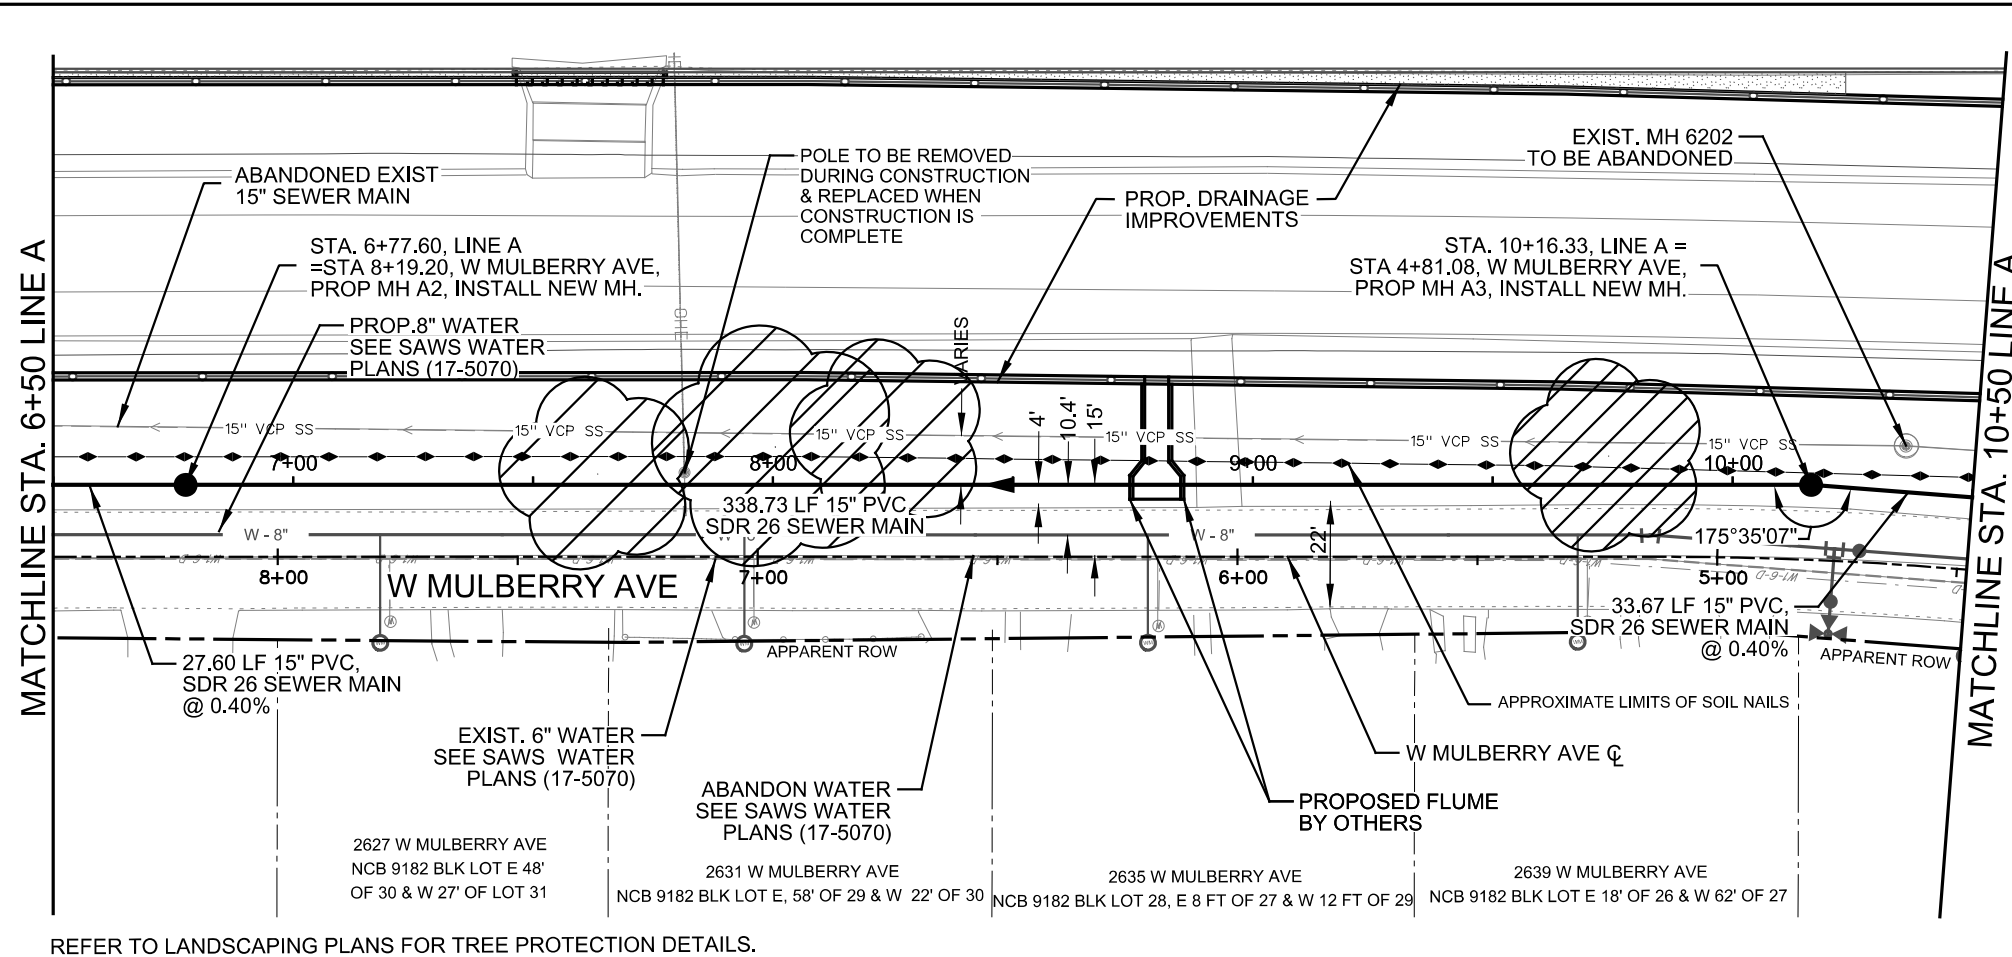 MATCHLINE STA. 6+50 LINE A
ABANDONED EXIST
15" SEWER MAIN
STA. 6+77.60, LINE A
=STA 8+19.20, W MULBERRY AVE,
PROP MH A2, INSTALL NEW MH.
PROP.8" WATER
SEE SAWS WATER
PLANS (17-5070)
OHE
POLE TO BE REMOVED
DURING CONSTRUCTION
& REPLACED WHEN
CONSTRUCTION IS
COMPLETE
PROP. DRAINAGE
IMPROVEMENTS
EXIST. MH 6202
TO BE ABANDONED
STA. 10+16.33, LINE A =
STA 4+81.08, W MULBERRY AVE,
PROP MH A3, INSTALL NEW MH.
MATCHLINE STA. 10+50 LINE A
15" VCP SS
15" VCP SS
15" VCP SS
15" VCP SS
15" VCP SS
15" VCP SS
7+00
8+00
9+00
10+00
4'
10.4'
15'
22'
338.73 LF 15" PVC,
SDR 26 SEWER MAIN
175°35'07"
W - 8"
W - 8"
8+00
7+00
6+00
5+00
W MULBERRY AVE
33.67 LF 15" PVC,
SDR 26 SEWER MAIN
@ 0.40%
APPARENT ROW
APPARENT ROW
27.60 LF 15" PVC,
SDR 26 SEWER MAIN
@ 0.40%
EXIST. 6" WATER
SEE SAWS WATER
PLANS (17-5070)
ABANDON WATER
SEE SAWS WATER
PLANS (17-5070)
APPROXIMATE LIMITS OF SOIL NAILS
W MULBERRY AVE ℄
PROPOSED FLUME
BY OTHERS
2627 W MULBERRY AVE
NCB 9182 BLK LOT E 48'
OF 30 & W 27' OF LOT 31
2631 W MULBERRY AVE
NCB 9182 BLK LOT E, 58' OF 29 & W 22' OF 30
2635 W MULBERRY AVE
NCB 9182 BLK LOT 28, E 8 FT OF 27 & W 12 FT OF 29
2639 W MULBERRY AVE
NCB 9182 BLK LOT E 18' OF 26 & W 62' OF 27
REFER TO LANDSCAPING PLANS FOR TREE PROTECTION DETAILS.